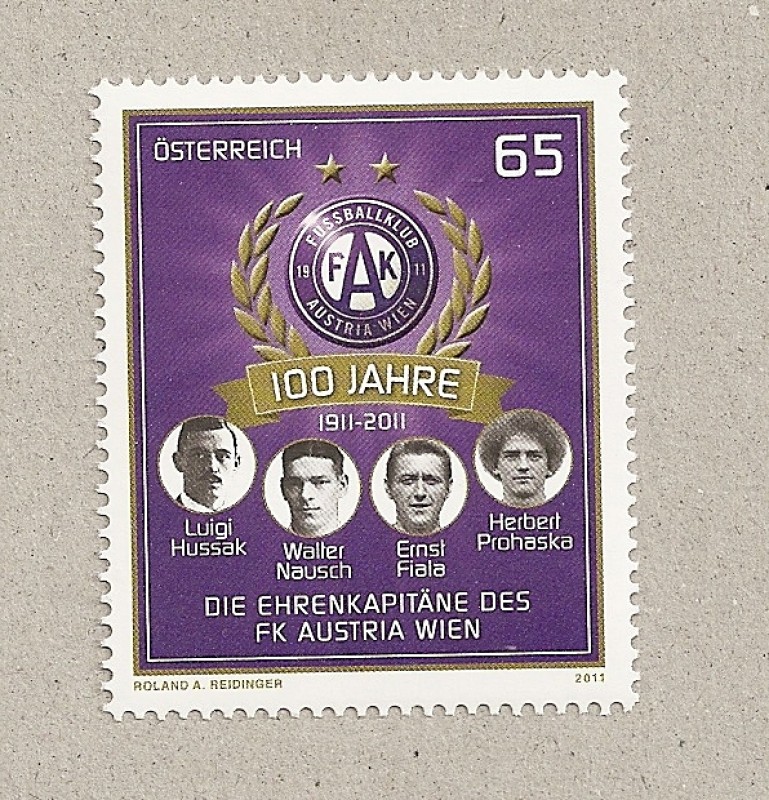 ÖSTERREICH
65
FUSSBALLKLUB
19 FAK 11
AUSTRIA WIEN
100 JAHRE
1911-2011
Luigi
Hussak
Walter
Nausch
Ernst
Fiala
Herbert
Prohaska
DIE EHRENKAPITÄNE DES
FK AUSTRIA WIEN
ROLAND A. REIDINGER
2011